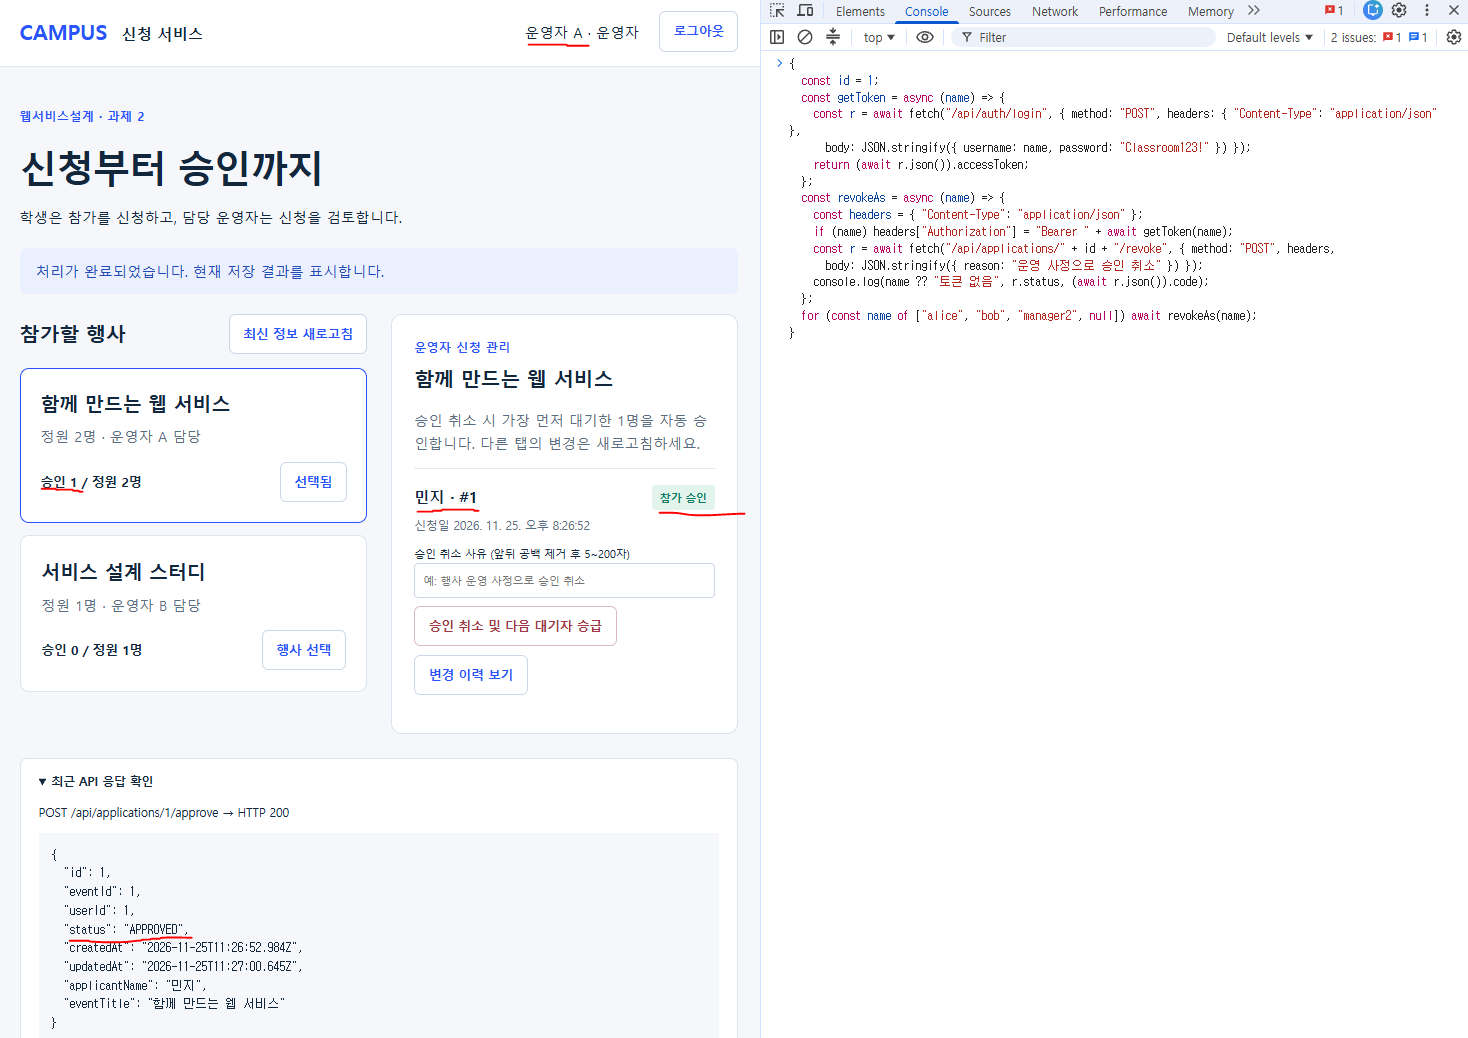 CAMPUS 신청 서비스
운영자 A · 운영자
로그아웃
웹서비스설계 · 과제 2
신청부터 승인까지
학생은 참가를 신청하고, 담당 운영자는 신청을 검토합니다.
처리가 완료되었습니다. 현재 저장 결과를 표시합니다.
참가할 행사
최신 정보 새로고침
함께 만드는 웹 서비스
정원 2명 · 운영자 A 담당
승인 1 / 정원 2명
선택됨
서비스 설계 스터디
정원 1명 · 운영자 B 담당
승인 0 / 정원 1명
행사 선택
운영자 신청 관리
함께 만드는 웹 서비스
승인 취소 시 가장 먼저 대기한 1명을 자동 승
인합니다. 다른 탭의 변경은 새로고침하세요.
민지 · #1
참가 승인
신청일 2026. 11. 25. 오후 8:26:52
승인 취소 사유 (앞뒤 공백 제거 후 5~200자)
예: 행사 운영 사정으로 승인 취소
승인 취소 및 다음 대기자 승급
변경 이력 보기
▼ 최근 API 응답 확인
POST /api/applications/1/approve → HTTP 200
{
"id": 1,
"eventId": 1,
"userId": 1,
"status": "APPROVED",
"createdAt": "2026-11-25T11:26:52.984Z",
"updatedAt": "2026-11-25T11:27:00.645Z",
"applicantName": "민지",
"eventTitle": "함께 만드는 웹 서비스"
}
Elements Console Sources Network Performance Memory
1
top
Filter
Default levels
2 issues: 1 1
{
const id = 1;
const getToken = async (name) => {
const r = await fetch("/api/auth/login", { method: "POST", headers: { "Content-Type": "application/json"
},
body: JSON.stringify({ username: name, password: "Classroom123!" }) });
return (await r.json()).accessToken;
};
const revokeAs = async (name) => {
const headers = { "Content-Type": "application/json" };
if (name) headers["Authorization"] = "Bearer " + await getToken(name);
const r = await fetch("/api/applications/" + id + "/revoke", { method: "POST", headers,
body: JSON.stringify({ reason: "운영 사정으로 승인 취소" }) });
console.log(name ?? "토큰 없음", r.status, (await r.json()).code);
};
for (const name of ["alice", "bob", "manager2", null]) await revokeAs(name);
}